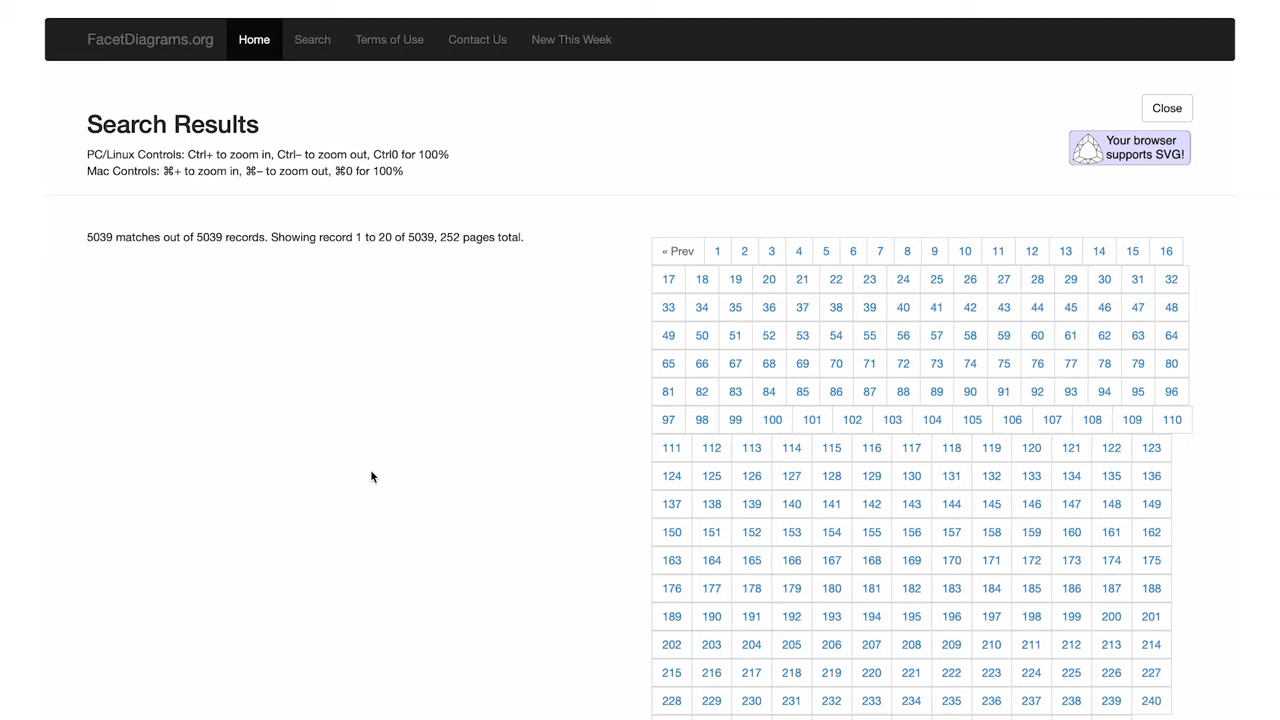 FacetDiagrams.org Home Search Terms of Use Contact Us New This Week
Close
Search Results
Your browser
supports SVG!
PC/Linux Controls: Ctrl+ to zoom in, Ctrl– to zoom out, Ctrl0 for 100%
Mac Controls: ⌘+ to zoom in, ⌘– to zoom out, ⌘0 for 100%
5039 matches out of 5039 records. Showing record 1 to 20 of 5039, 252 pages total.
« Prev 1 2 3 4 5 6 7 8 9 10 11 12 13 14 15 16
17 18 19 20 21 22 23 24 25 26 27 28 29 30 31 32
33 34 35 36 37 38 39 40 41 42 43 44 45 46 47 48
49 50 51 52 53 54 55 56 57 58 59 60 61 62 63 64
65 66 67 68 69 70 71 72 73 74 75 76 77 78 79 80
81 82 83 84 85 86 87 88 89 90 91 92 93 94 95 96
97 98 99 100 101 102 103 104 105 106 107 108 109 110
111 112 113 114 115 116 117 118 119 120 121 122 123
124 125 126 127 128 129 130 131 132 133 134 135 136
137 138 139 140 141 142 143 144 145 146 147 148 149
150 151 152 153 154 155 156 157 158 159 160 161 162
163 164 165 166 167 168 169 170 171 172 173 174 175
176 177 178 179 180 181 182 183 184 185 186 187 188
189 190 191 192 193 194 195 196 197 198 199 200 201
202 203 204 205 206 207 208 209 210 211 212 213 214
215 216 217 218 219 220 221 222 223 224 225 226 227
228 229 230 231 232 233 234 235 236 237 238 239 240